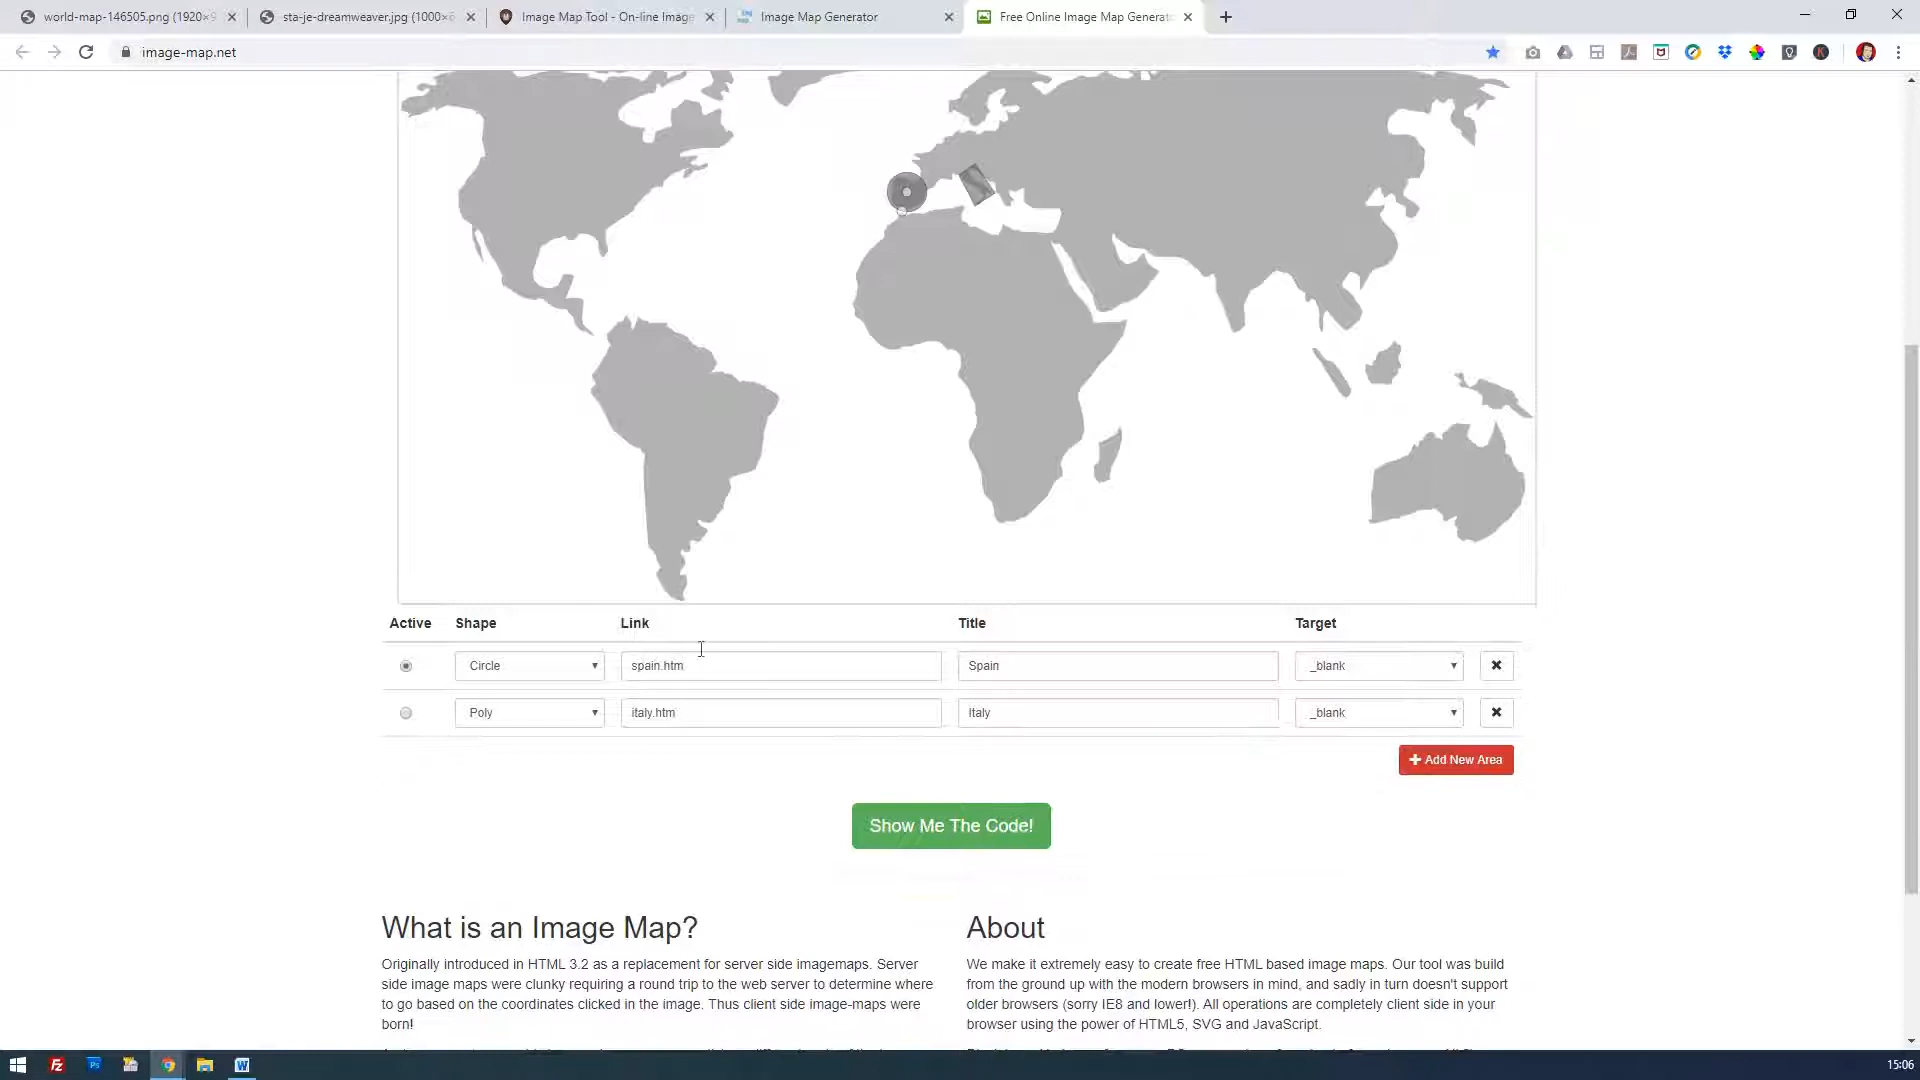 world-map-146505.png (1920×9
sta-je-dreamweaver.jpg (1000×6
Image Map Tool - On-line Image
Image Map Generator
Free Online Image Map Generato
image-map.net
Active Shape Link Title Target
Circle spain.htm Spain _blank
Poly italy.htm Italy _blank
Add New Area
Show Me The Code!
What is an Image Map?
Originally introduced in HTML 3.2 as a replacement for server side imagemaps. Server
side image maps were clunky requiring a round trip to the web server to determine where
to go based on the coordinates clicked in the image. Thus client side image-maps were
born!
About
We make it extremely easy to create free HTML based image maps. Our tool was build
from the ground up with the modern browsers in mind, and sadly in turn doesn't support
older browsers (sorry IE8 and lower!). All operations are completely client side in your
browser using the power of HTML5, SVG and JavaScript.
15:06